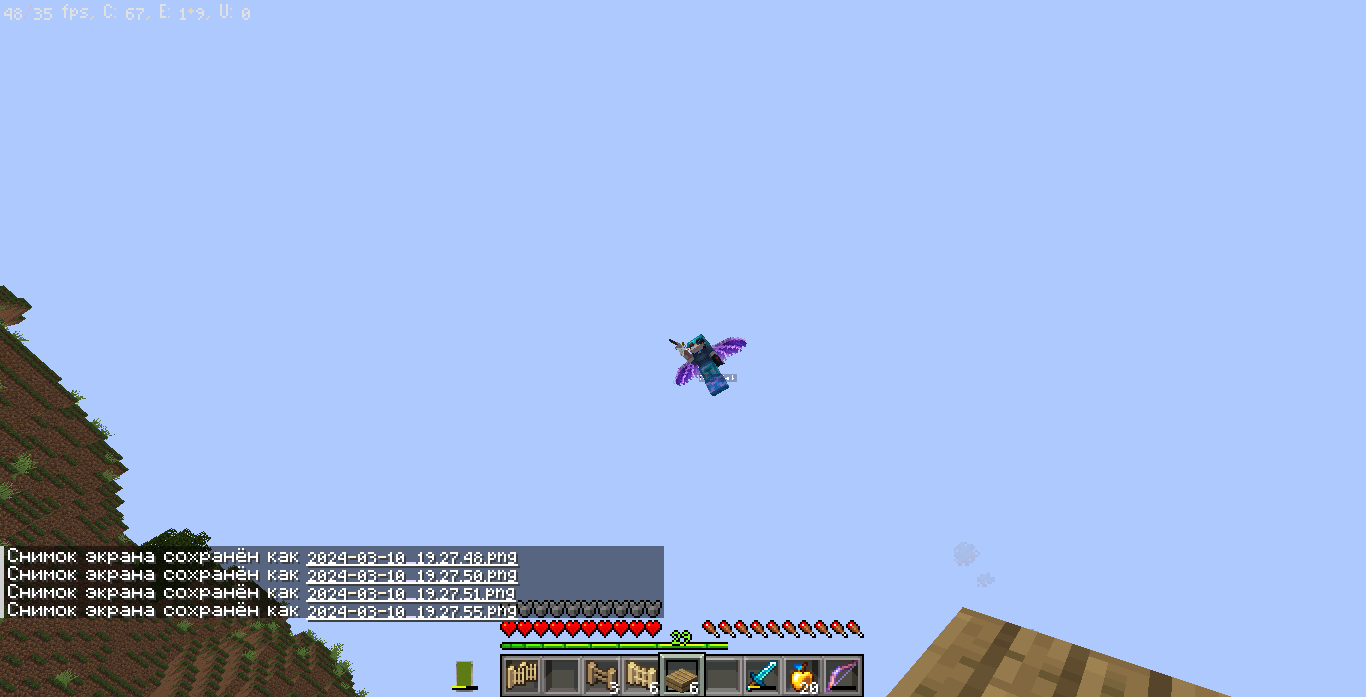 48/35 fps, C: 67, E: 1+9, U: 0
Снимок экрана сохранён как 2024-03-10_19.27.48.png
Снимок экрана сохранён как 2024-03-10_19.27.50.png
Снимок экрана сохранён как 2024-03-10_19.27.51.png
Снимок экрана сохранён как 2024-03-10_19.27.55.png
29
3 6 6 20